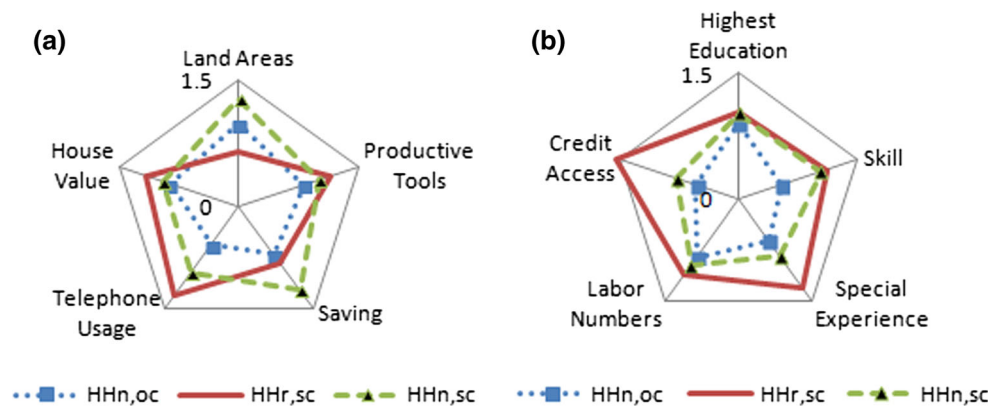 (a)
Land Areas
1.5
House
Value
Productive
Tools
0
Telephone
Usage
Saving
HHn,oc HHr,sc HHn,sc
(b)
Highest
Education
1.5
Credit
Access
Skill
0
Labor
Numbers
Special
Experience
HHn,oc HHr,sc HHn,sc